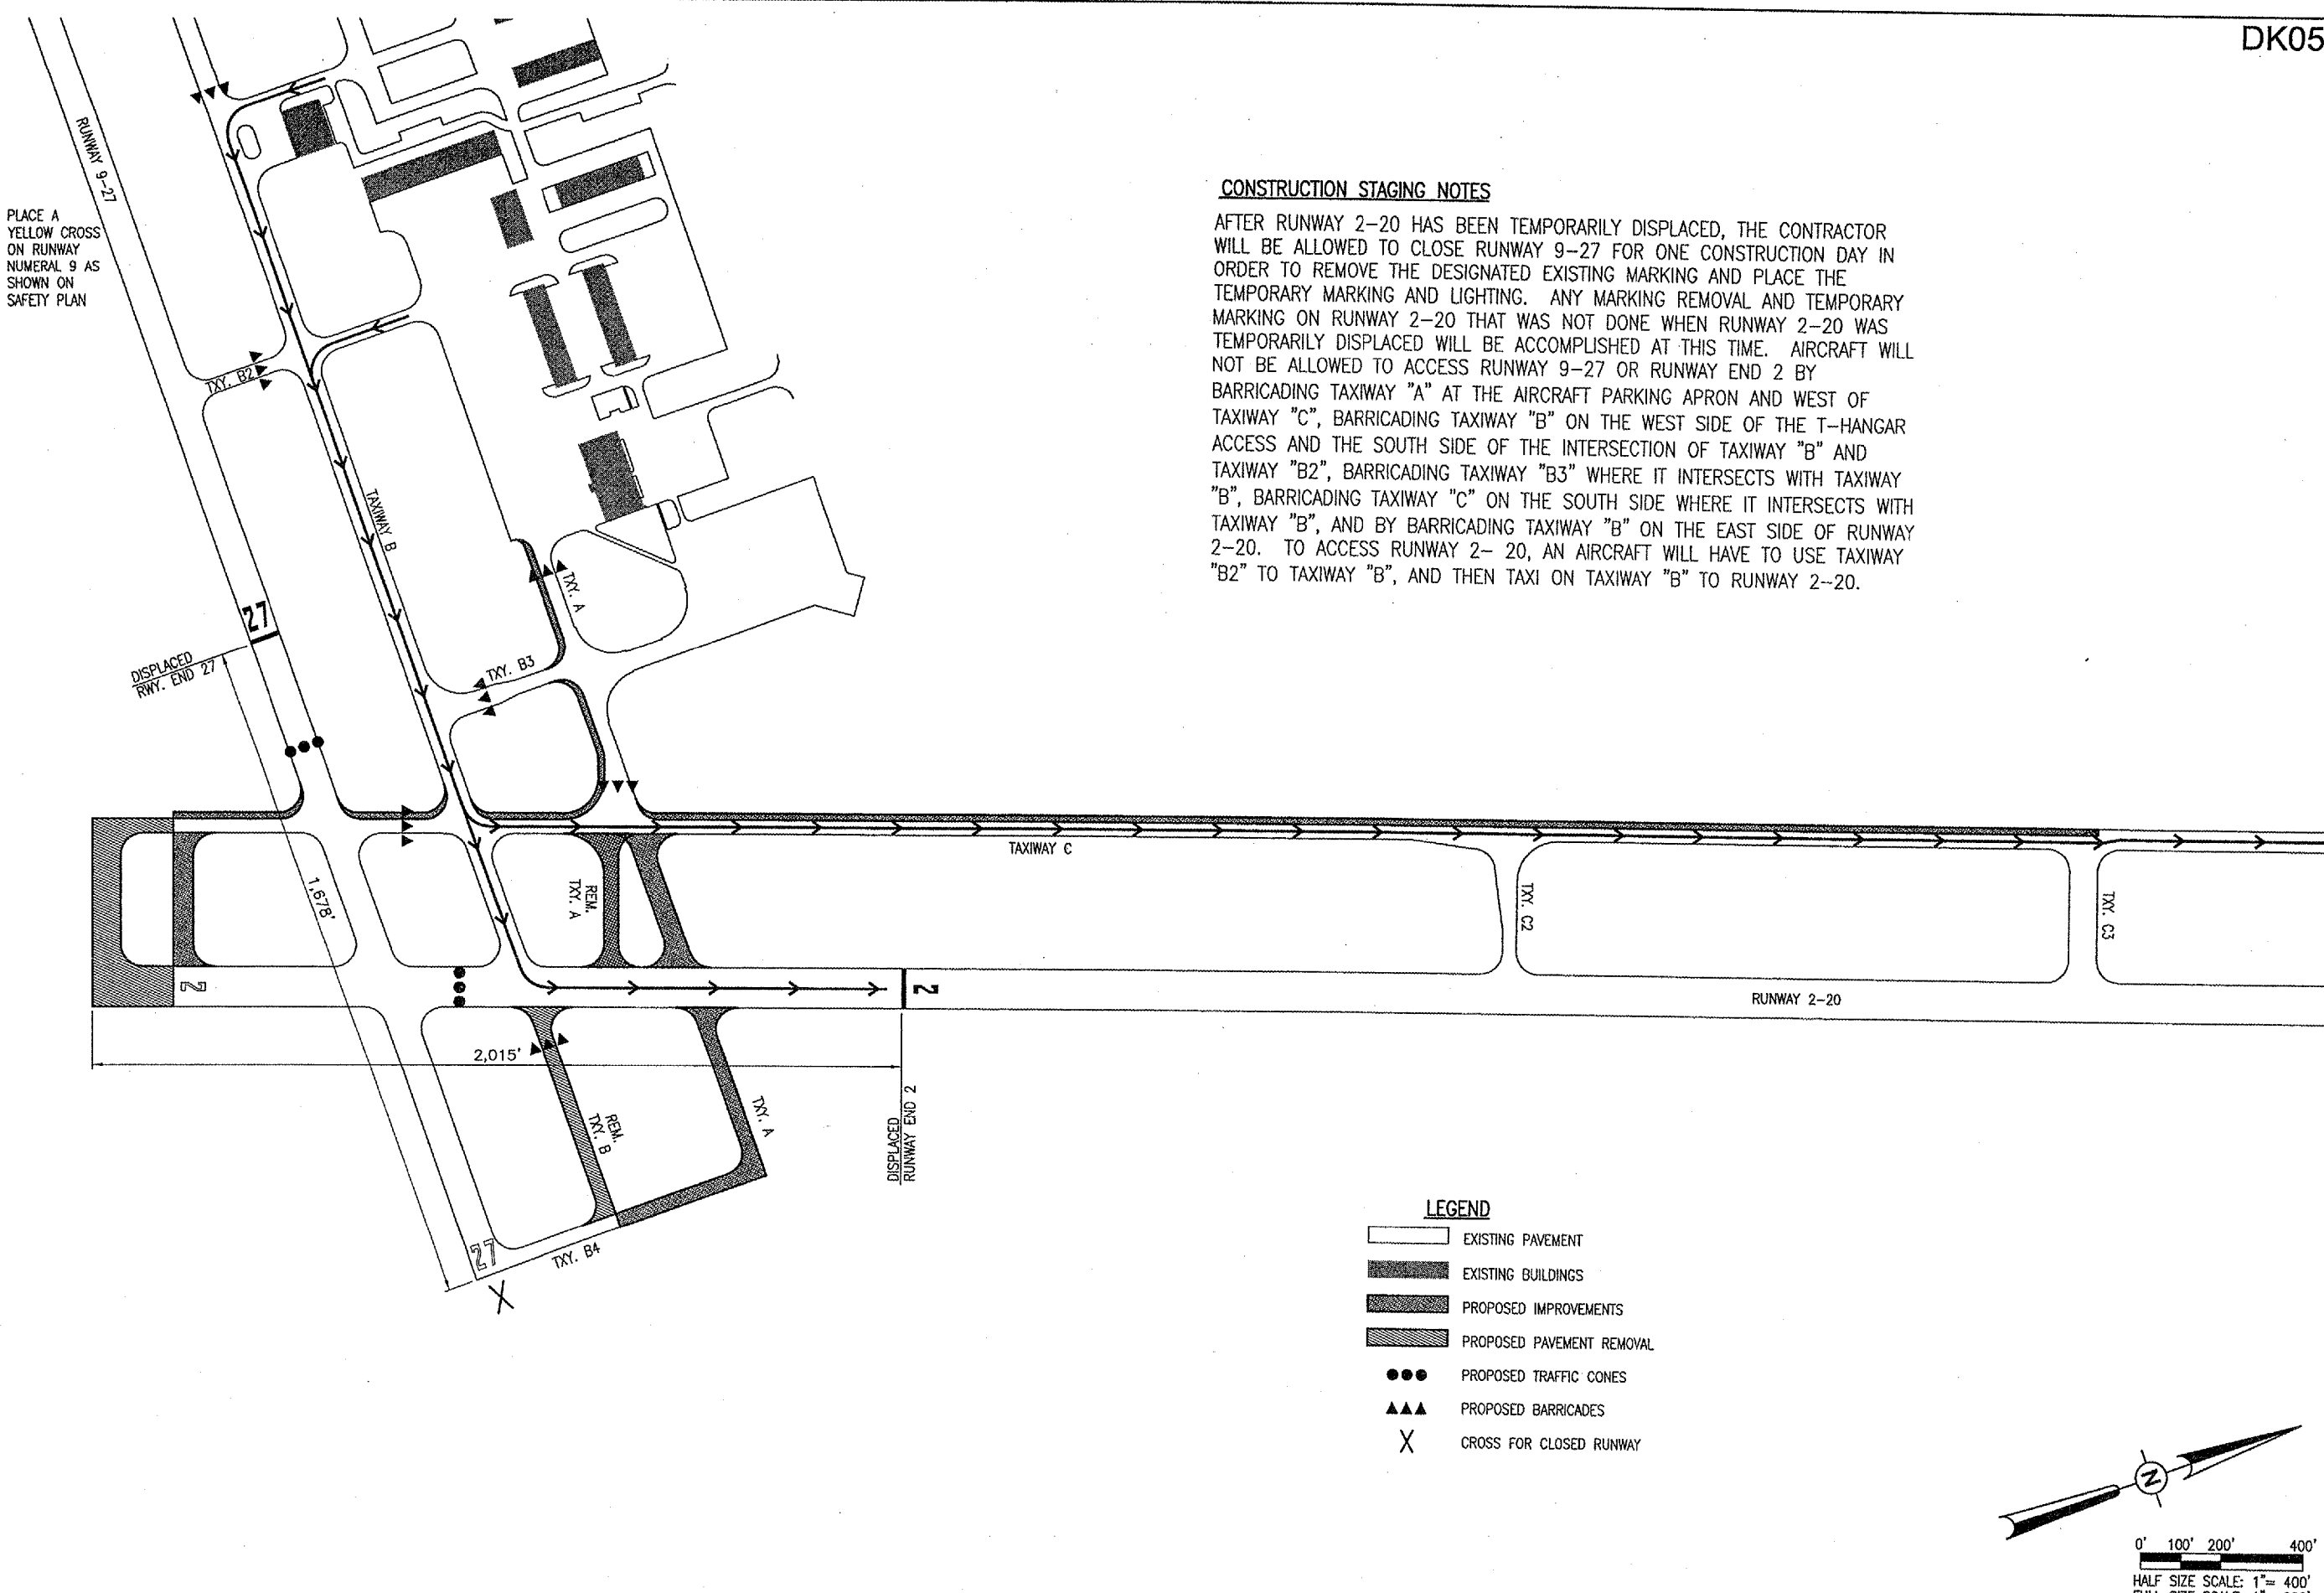 DK05
RUNWAY 9-27
PLACE A
YELLOW CROSS
ON RUNWAY
NUMERAL 9 AS
SHOWN ON
SAFETY PLAN
CONSTRUCTION STAGING NOTES
AFTER RUNWAY 2-20 HAS BEEN TEMPORARILY DISPLACED, THE CONTRACTOR
WILL BE ALLOWED TO CLOSE RUNWAY 9-27 FOR ONE CONSTRUCTION DAY IN
ORDER TO REMOVE THE DESIGNATED EXISTING MARKING AND PLACE THE
TEMPORARY MARKING AND LIGHTING. ANY MARKING REMOVAL AND TEMPORARY
MARKING ON RUNWAY 2-20 THAT WAS NOT DONE WHEN RUNWAY 2-20 WAS
TEMPORARILY DISPLACED WILL BE ACCOMPLISHED AT THIS TIME. AIRCRAFT WILL
NOT BE ALLOWED TO ACCESS RUNWAY 9-27 OR RUNWAY END 2 BY
BARRICADING TAXIWAY "A" AT THE AIRCRAFT PARKING APRON AND WEST OF
TAXIWAY "C", BARRICADING TAXIWAY "B" ON THE WEST SIDE OF THE T-HANGAR
ACCESS AND THE SOUTH SIDE OF THE INTERSECTION OF TAXIWAY "B" AND
TAXIWAY "B2", BARRICADING TAXIWAY "B3" WHERE IT INTERSECTS WITH TAXIWAY
"B", BARRICADING TAXIWAY "C" ON THE SOUTH SIDE WHERE IT INTERSECTS WITH
TAXIWAY "B", AND BY BARRICADING TAXIWAY "B" ON THE EAST SIDE OF RUNWAY
2-20. TO ACCESS RUNWAY 2- 20, AN AIRCRAFT WILL HAVE TO USE TAXIWAY
"B2" TO TAXIWAY "B", AND THEN TAXI ON TAXIWAY "B" TO RUNWAY 2-20.
TXY. B2
TAXIWAY B
TXY. A
27
DISPLACED
RWY. END 27
TXY. B3
TAXIWAY C
1,678'
REM.
TXY. A
TXY. C2
TXY. C3
2
2
RUNWAY 2-20
2,015'
REM.
TXY. B
TXY. A
DISPLACED
RUNWAY END 2
27
TXY. B4
X
LEGEND
EXISTING PAVEMENT
EXISTING BUILDINGS
PROPOSED IMPROVEMENTS
PROPOSED PAVEMENT REMOVAL
PROPOSED TRAFFIC CONES
PROPOSED BARRICADES
X CROSS FOR CLOSED RUNWAY
N
0' 100' 200' 400'
HALF SIZE SCALE: 1"= 400'